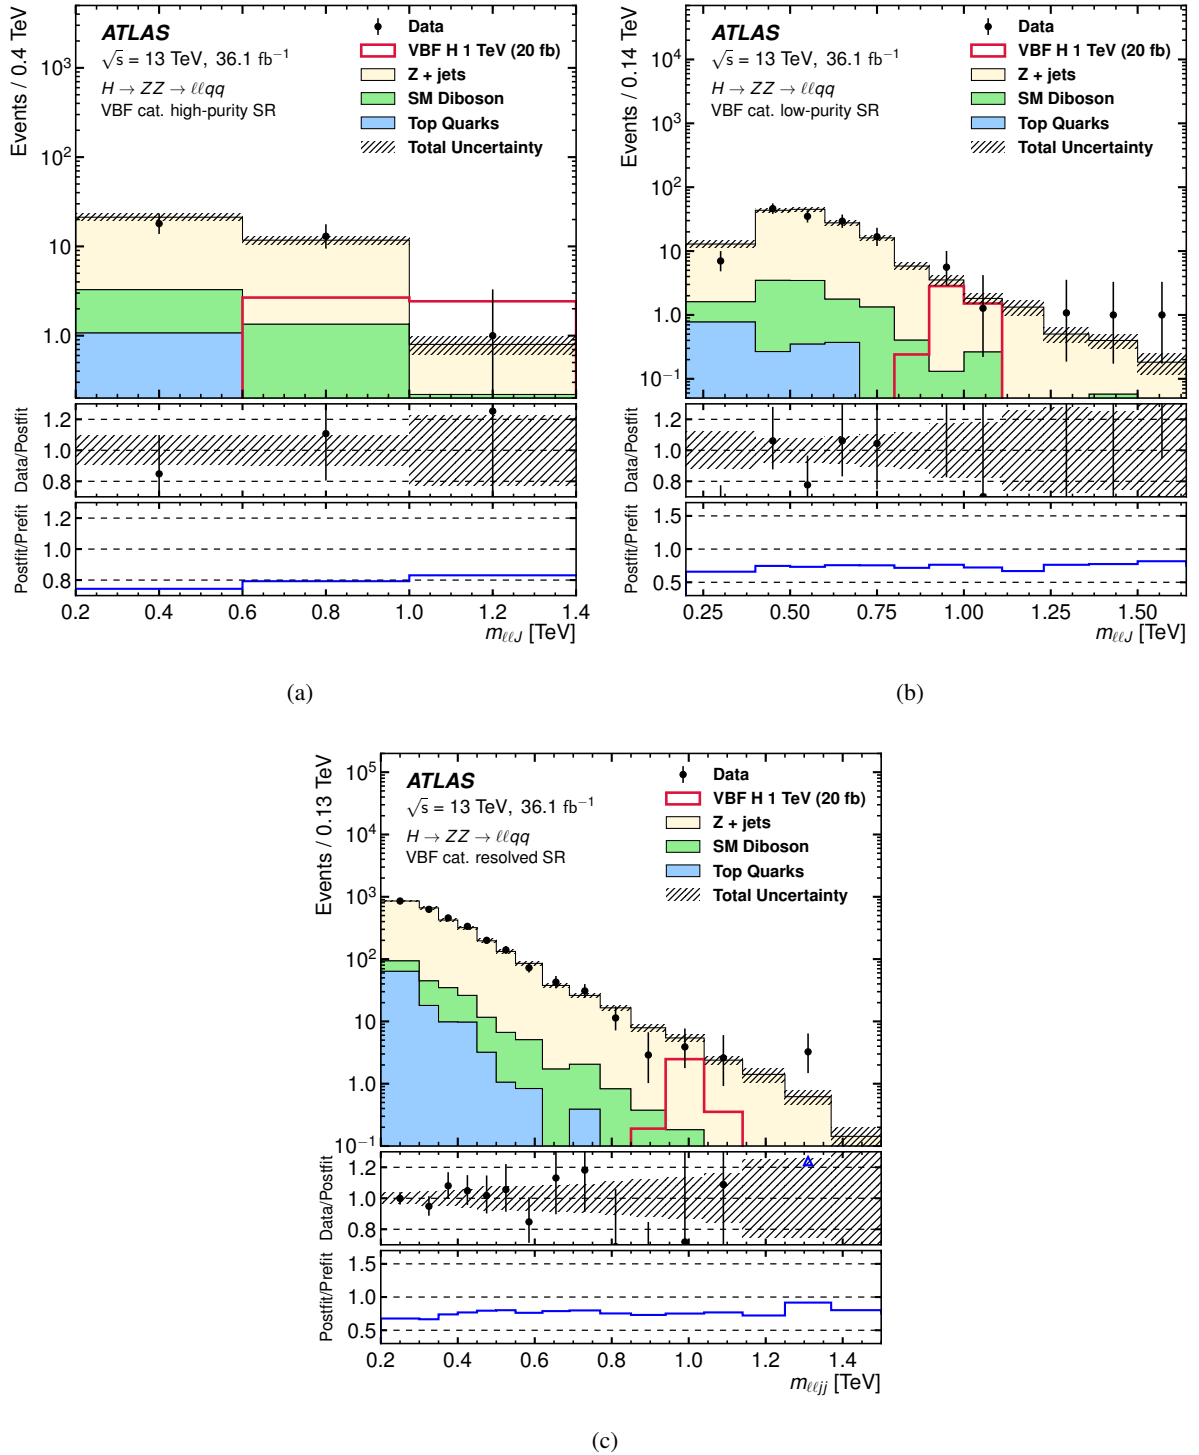 Events / 0.4 TeV
10³
10²
10
1.0
ATLAS
√s = 13 TeV, 36.1 fb⁻¹
H → ZZ → ℓℓqq
VBF cat. high-purity SR
Data
VBF H 1 TeV (20 fb)
Z + jets
SM Diboson
Top Quarks
Total Uncertainty
Data/Postfit
1.2
1.0
0.8
Postfit/Prefit
1.2
1.0
0.8
0.2 0.4 0.6 0.8 1.0 1.2 1.4
m_ℓℓJ [TeV]
(a)
Events / 0.14 TeV
10⁴
10³
10²
10
1.0
10⁻¹
ATLAS
√s = 13 TeV, 36.1 fb⁻¹
H → ZZ → ℓℓqq
VBF cat. low-purity SR
Data
VBF H 1 TeV (20 fb)
Z + jets
SM Diboson
Top Quarks
Total Uncertainty
Data/Postfit
1.2
1.0
0.8
Postfit/Prefit
1.5
1.0
0.5
0.25 0.50 0.75 1.00 1.25 1.50
m_ℓℓJ [TeV]
(b)
Events / 0.13 TeV
10⁵
10⁴
10³
10²
10
1.0
10⁻¹
ATLAS
√s = 13 TeV, 36.1 fb⁻¹
H → ZZ → ℓℓqq
VBF cat. resolved SR
Data
VBF H 1 TeV (20 fb)
Z + jets
SM Diboson
Top Quarks
Total Uncertainty
Data/Postfit
1.2
1.0
0.8
Postfit/Prefit
1.5
1.0
0.5
0.2 0.4 0.6 0.8 1.0 1.2 1.4
m_ℓℓjj [TeV]
(c)